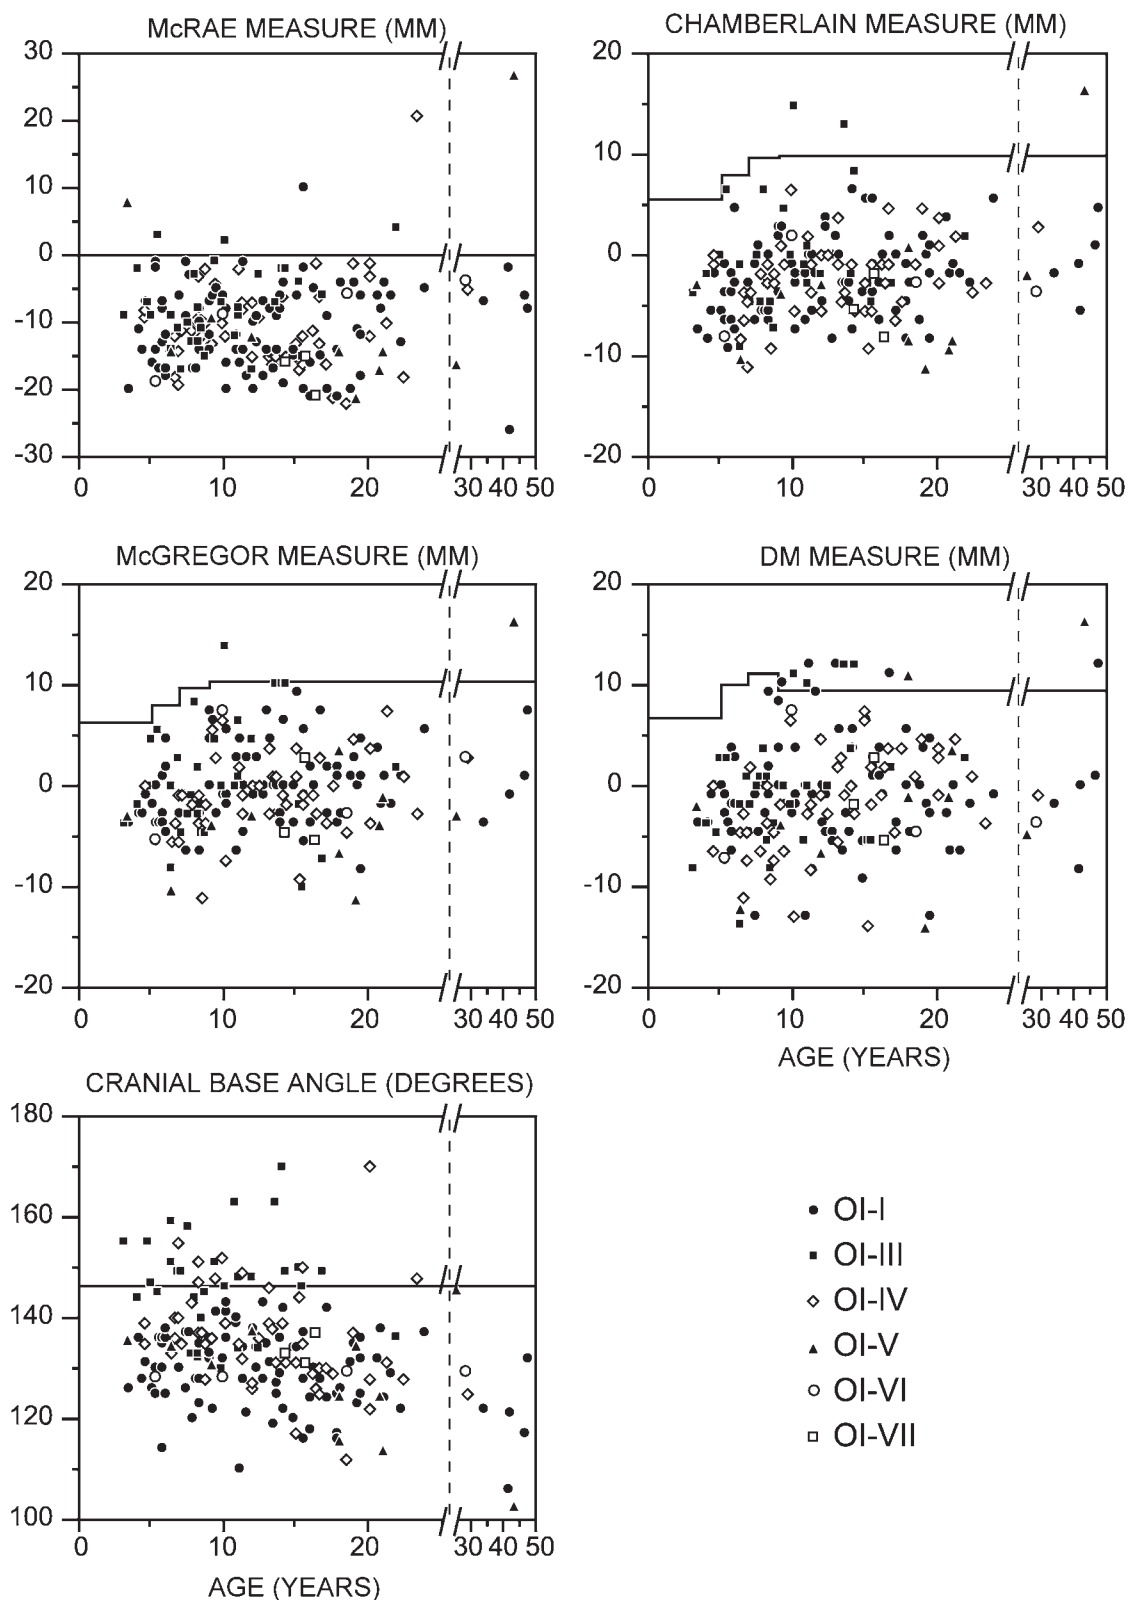 McRAE MEASURE (MM)
30
20
10
0
-10
-20
-30
0 10 20 30 40 50
CHAMBERLAIN MEASURE (MM)
20
10
0
-10
-20
0 10 20 30 40 50
McGREGOR MEASURE (MM)
20
10
0
-10
-20
0 10 20 30 40 50
DM MEASURE (MM)
20
10
0
-10
-20
0 10 20 30 40 50
AGE (YEARS)
CRANIAL BASE ANGLE (DEGREES)
180
160
140
120
100
0 10 20 30 40 50
AGE (YEARS)
OI-I
OI-III
OI-IV
OI-V
OI-VI
OI-VII